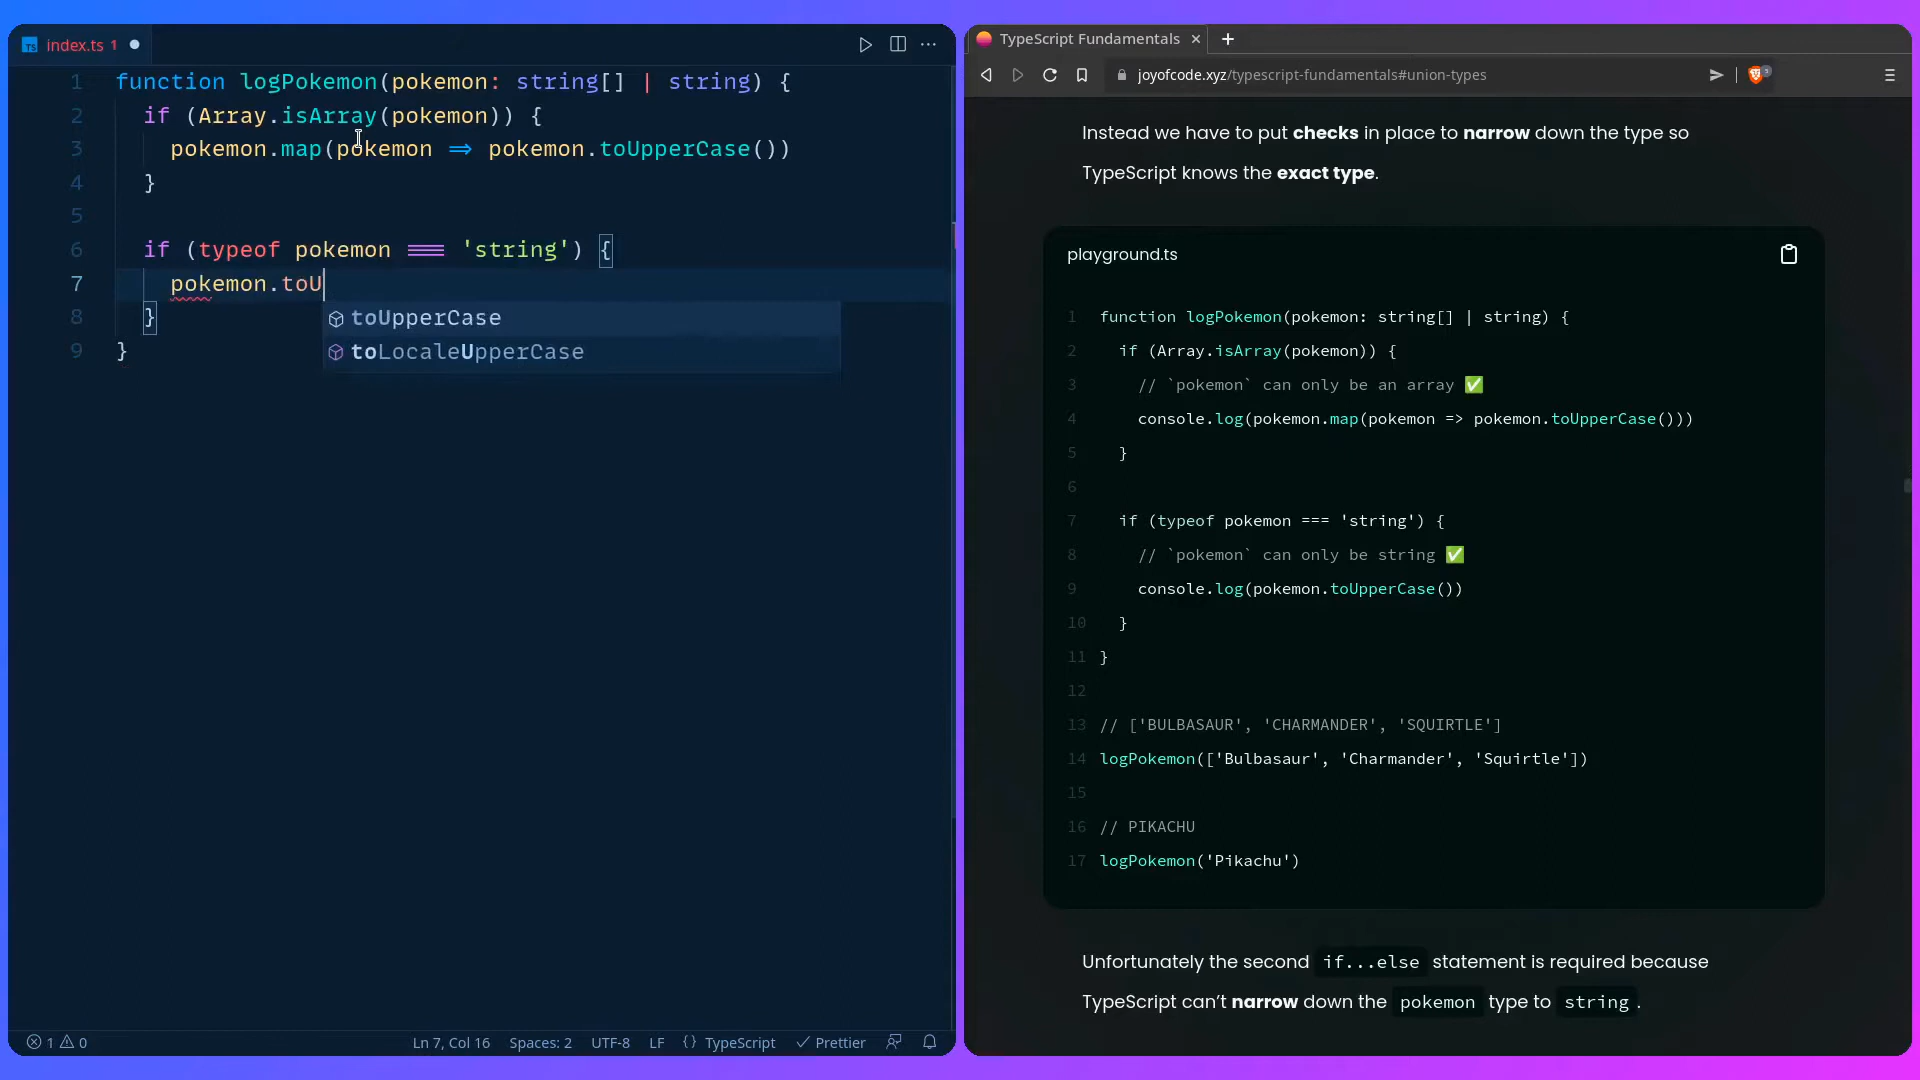 TS index.ts 1
1 function logPokemon(pokemon: string[] | string) {
2 if (Array.isArray(pokemon)) {
3 pokemon.map(pokemon => pokemon.toUpperCase())
4 }
5
6 if (typeof pokemon === 'string') {
7 pokemon.toU
toUpperCase
8 }
toLocaleUpperCase
9 }
1 0
Ln 7, Col 16 Spaces: 2 UTF-8 LF {} TypeScript Prettier
TypeScript Fundamentals
joyofcode.xyz/typescript-fundamentals#union-types
Instead we have to put checks in place to narrow down the type so
TypeScript knows the exact type.
playground.ts
1 function logPokemon(pokemon: string[] | string) {
2 if (Array.isArray(pokemon)) {
3 // `pokemon` can only be an array ✅
4 console.log(pokemon.map(pokemon => pokemon.toUpperCase()))
5 }
6
7 if (typeof pokemon === 'string') {
8 // `pokemon` can only be string ✅
9 console.log(pokemon.toUpperCase())
10 }
11 }
12
13 // ['BULBASAUR', 'CHARMANDER', 'SQUIRTLE']
14 logPokemon(['Bulbasaur', 'Charmander', 'Squirtle'])
15
16 // PIKACHU
17 logPokemon('Pikachu')
Unfortunately the second if...else statement is required because
TypeScript can’t narrow down the pokemon type to string .